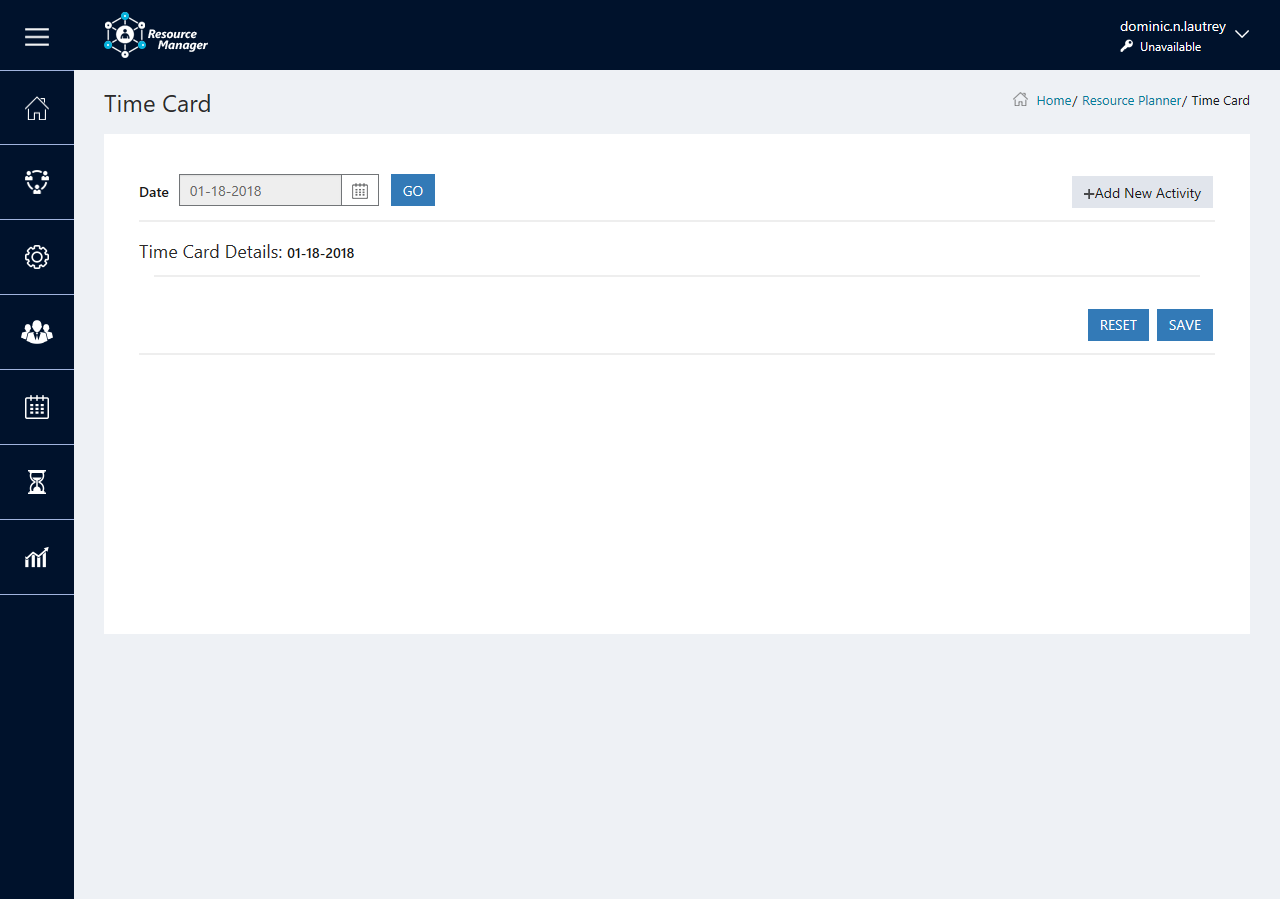 Resource
Manager
dominic.n.lautrey
Unavailable
Time Card
Home/ Resource Planner/ Time Card
Date 01-18-2018 GO
+Add New Activity
Time Card Details: 01-18-2018
RESET SAVE